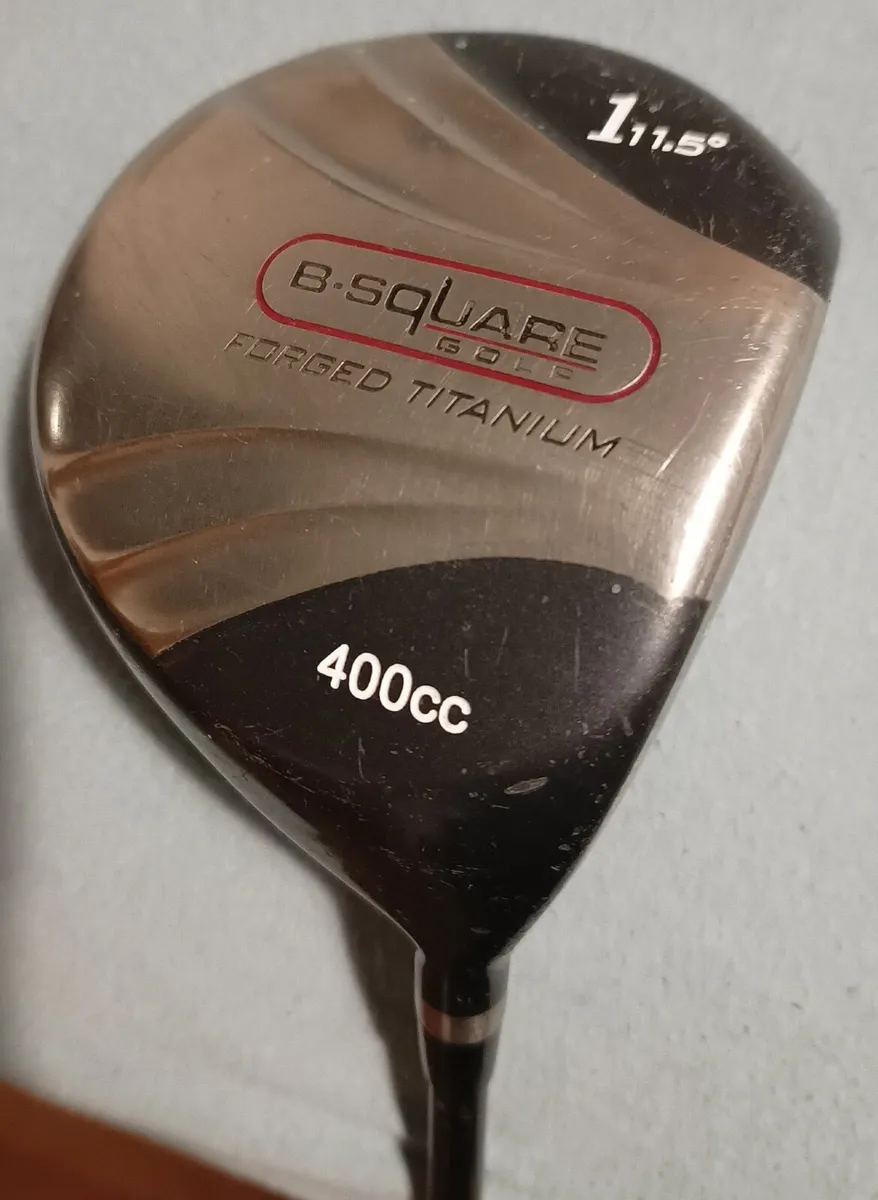 1 11.5°
B·SqUARE
GOLF
FORGED TITANIUM
400cc